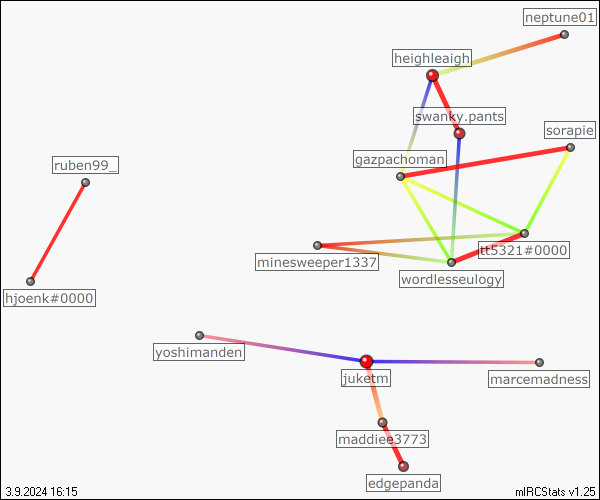 neptune01
heighleaigh
swanky.pants
sorapie
gazpachoman
ruben99_
tt5321#0000
minesweeper1337
wordlesseulogy
hjoenk#0000
yoshimanden
juketm
marcemadness
maddiee3773
edgepanda
3.9.2024 16:15
mIRCStats v1.25